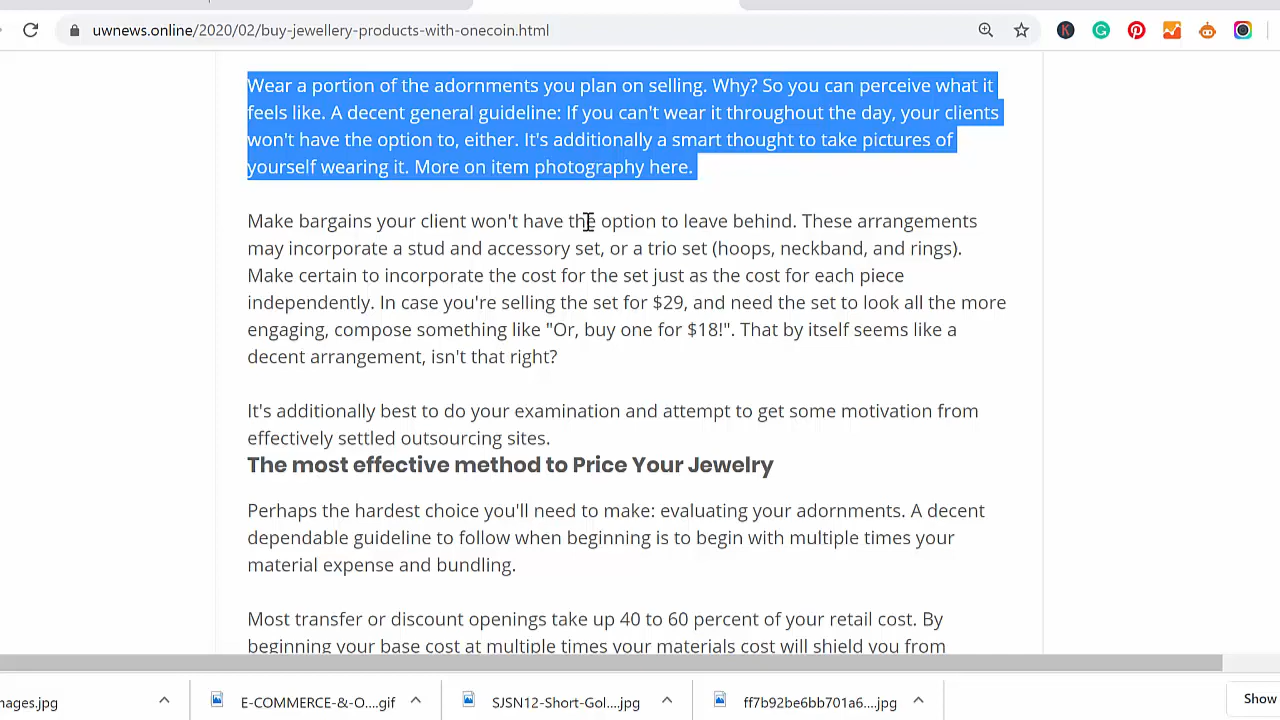 uwnews.online/2020/02/buy-jewellery-products-with-onecoin.html
Wear a portion of the adornments you plan on selling. Why? So you can perceive what it
feels like. A decent general guideline: If you can't wear it throughout the day, your clients
won't have the option to, either. It's additionally a smart thought to take pictures of
yourself wearing it. More on item photography here.
Make bargains your client won't have the option to leave behind. These arrangements
may incorporate a stud and accessory set, or a trio set (hoops, neckband, and rings).
Make certain to incorporate the cost for the set just as the cost for each piece
independently. In case you're selling the set for $29, and need the set to look all the more
engaging, compose something like "Or, buy one for $18!". That by itself seems like a
decent arrangement, isn't that right?
It's additionally best to do your examination and attempt to get some motivation from
effectively settled outsourcing sites.
The most effective method to Price Your Jewelry
Perhaps the hardest choice you'll need to make: evaluating your adornments. A decent
dependable guideline to follow when beginning is to begin with multiple times your
material expense and bundling.
Most transfer or discount openings take up 40 to 60 percent of your retail cost. By
beginning your base cost at multiple times your materials cost will shield you from
mages.jpg
E-COMMERCE-&-O....gif
SJSN12-Short-Gol....jpg
ff7b92be6bb701a6....jpg
Show